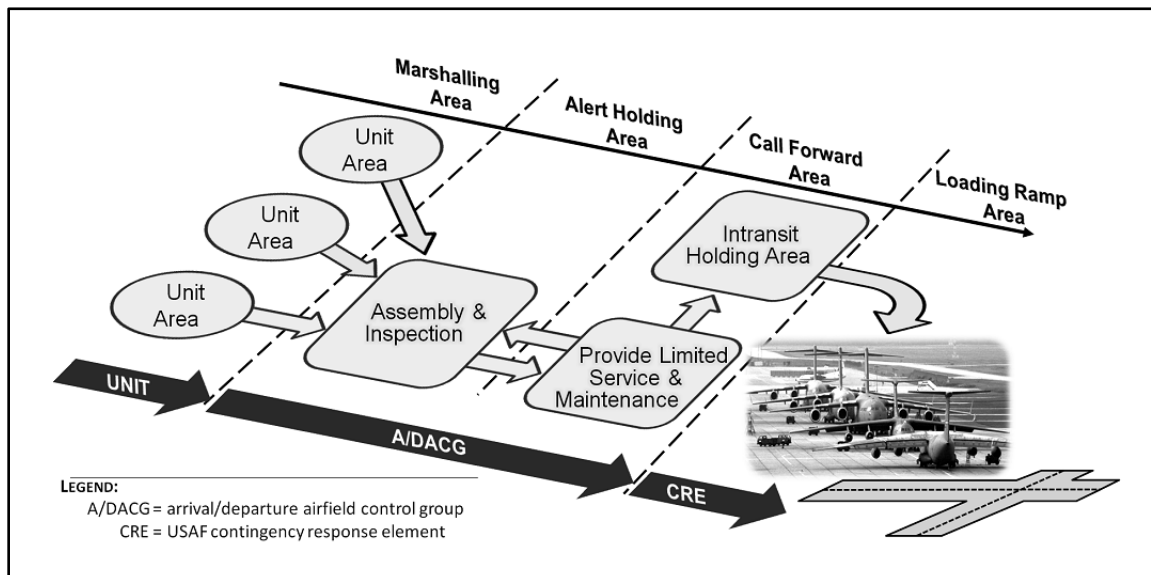 Marshalling
Area
Alert Holding
Area
Call Forward
Area
Loading Ramp
Area
Unit
Area
Unit
Area
Unit
Area
Intransit
Holding Area
Assembly &
Inspection
Provide Limited
Service &
Maintenance
UNIT
A/DACG
CRE
LEGEND:
A/DACG = arrival/departure airfield control group
CRE = USAF contingency response element